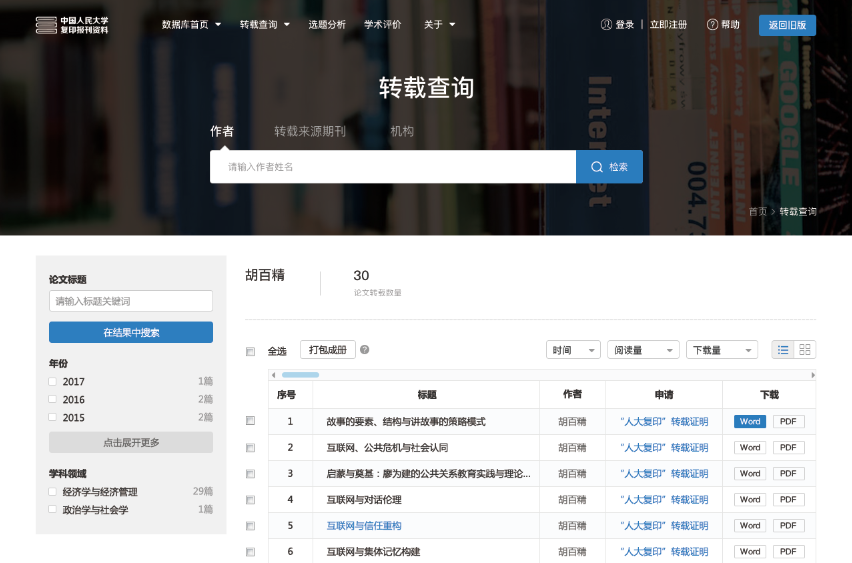 中国人民大学
复印报刊资料
数据库首页 转载查询 选题分析 学术评价 关于 登录 | 立即注册 帮助 返回旧版
转载查询
作者 转载来源期刊 机构
请输入作者姓名 检索
Internet
004.7
INTERNET
Latvy starp
INTERNET
GOOGLE
首页 > 转载查询
论文标题
请输入标题关键词
在结果中搜索
年份
2017 1篇
2016 2篇
2015 2篇
点击展开更多
学科领域
经济学与经济管理 29篇
政治学与社会学 1篇
胡百精 30
论文转载数量
全选 打包成册 ? 时间 阅读量 下载量
序号 标题 作者 申请 下载
1 故事的要素、结构与讲故事的策略模式 胡百精 “人大复印”转载证明 Word PDF
2 互联网、公共危机与社会认同 胡百精 “人大复印”转载证明 Word PDF
3 启蒙与奠基：廖为建的公共关系教育实践与理论... 胡百精 “人大复印”转载证明 Word PDF
4 互联网与对话伦理 胡百精 “人大复印”转载证明 Word PDF
5 互联网与信任重构 胡百精 “人大复印”转载证明 Word PDF
6 互联网与集体记忆构建 胡百精 “人大复印”转载证明 Word PDF